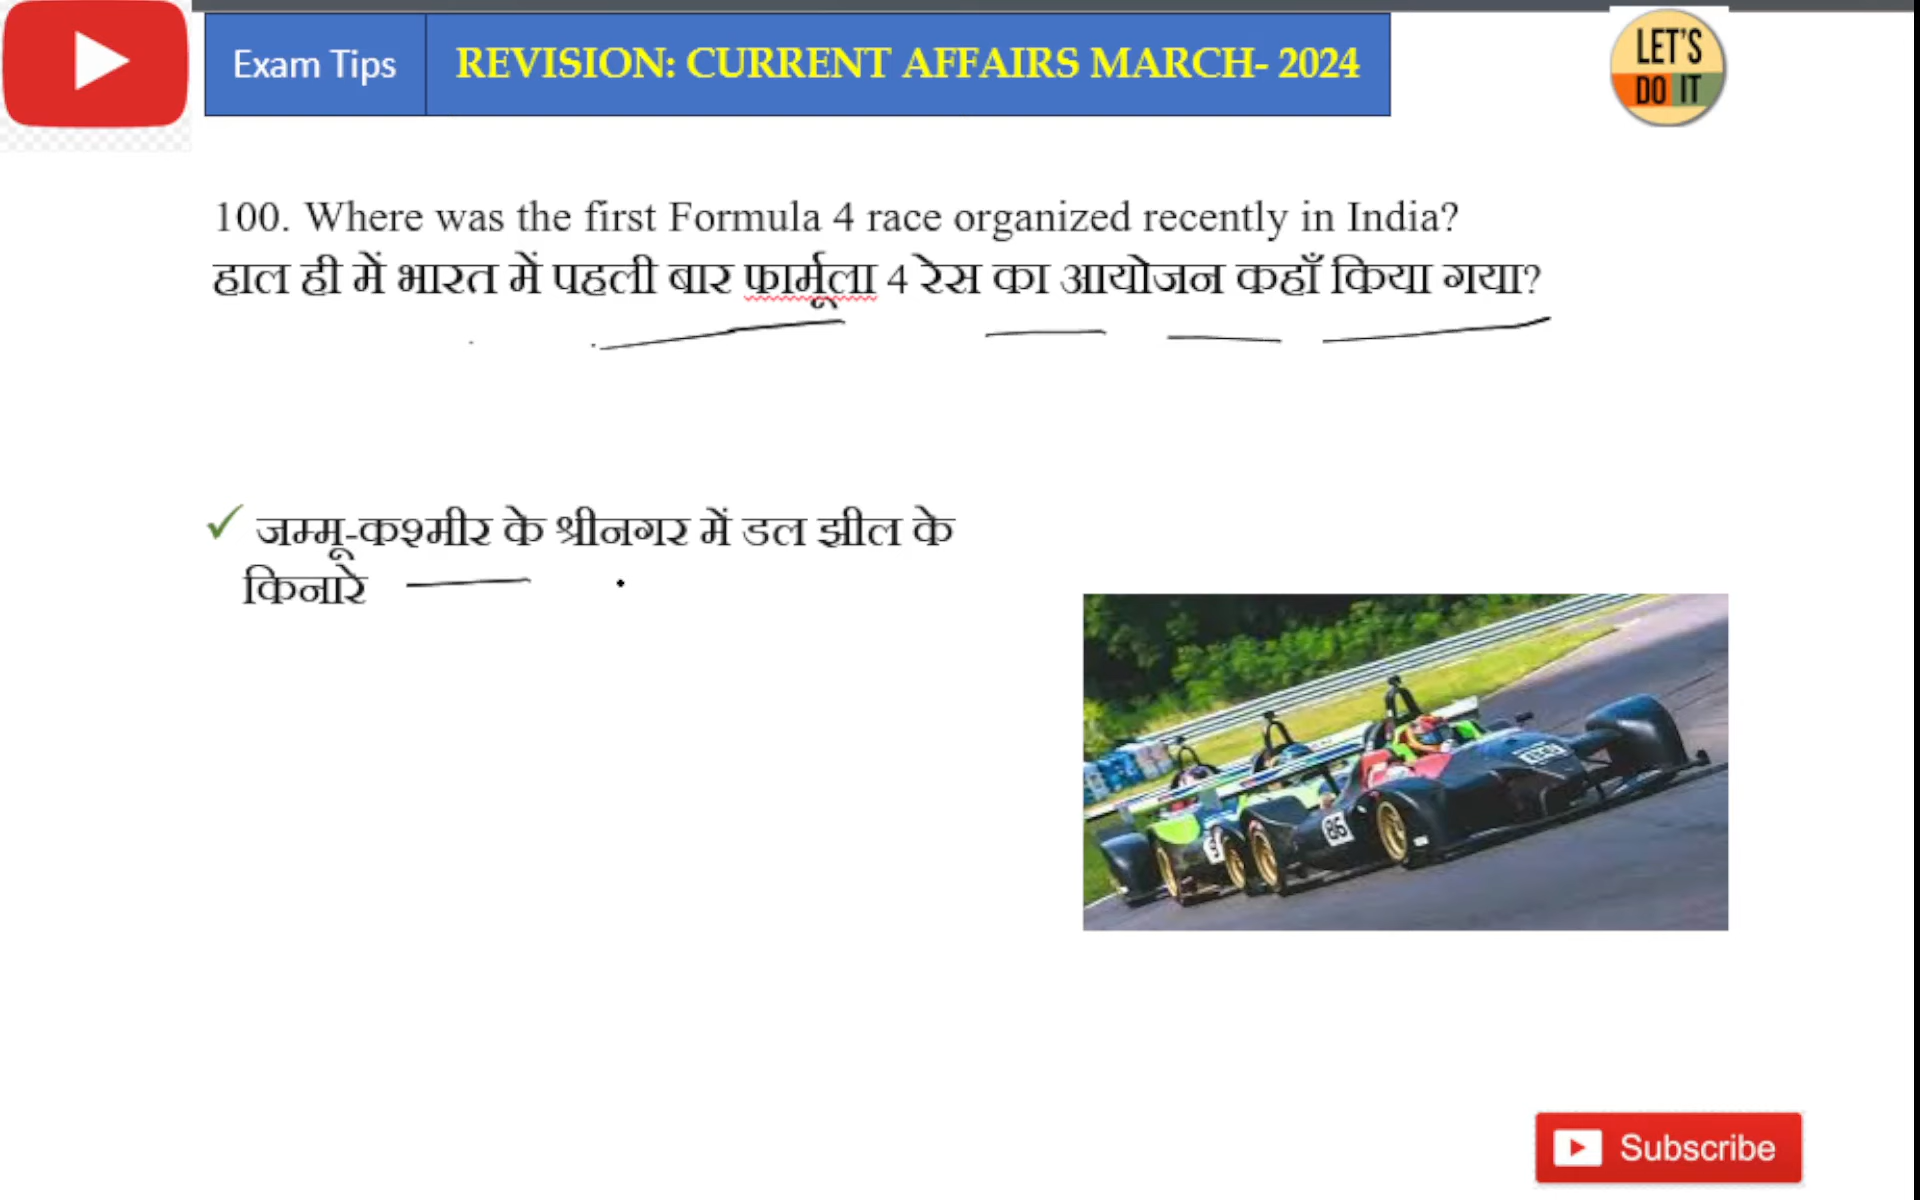 Exam Tips
REVISION: CURRENT AFFAIRS MARCH- 2024
LET'S
DO IT
100. Where was the first Formula 4 race organized recently in India?
हाल ही में भारत में पहली बार फार्मूला 4 रेस का आयोजन कहाँ किया गया?
✓ जम्मू-कश्मीर के श्रीनगर में डल झील के
किनारे
86
Subscribe